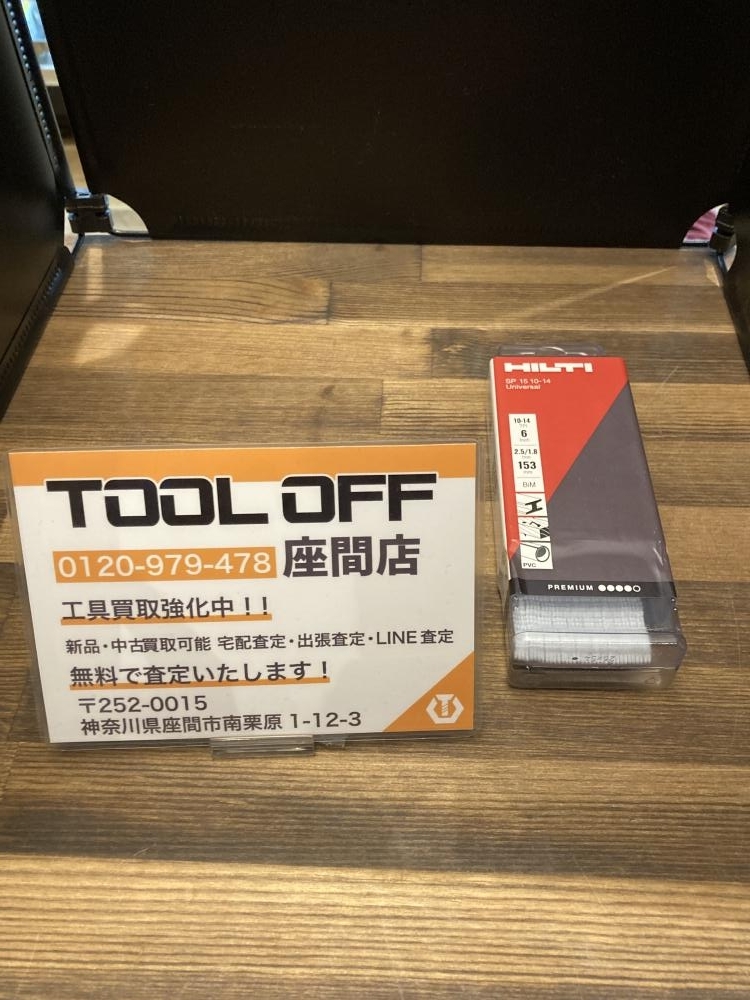 HILTI
SP 15 10-14
Universal
10-14
6
2.5/1.8
153
BiM
PVC
PREMIUM
TOOL OFF
0120-979-478 座間店
工具買取強化中！！
新品・中古買取可能 宅配査定・出張査定・LINE査定
無料で査定いたします！
〒252-0015
神奈川県座間市南栗原 1-12-3